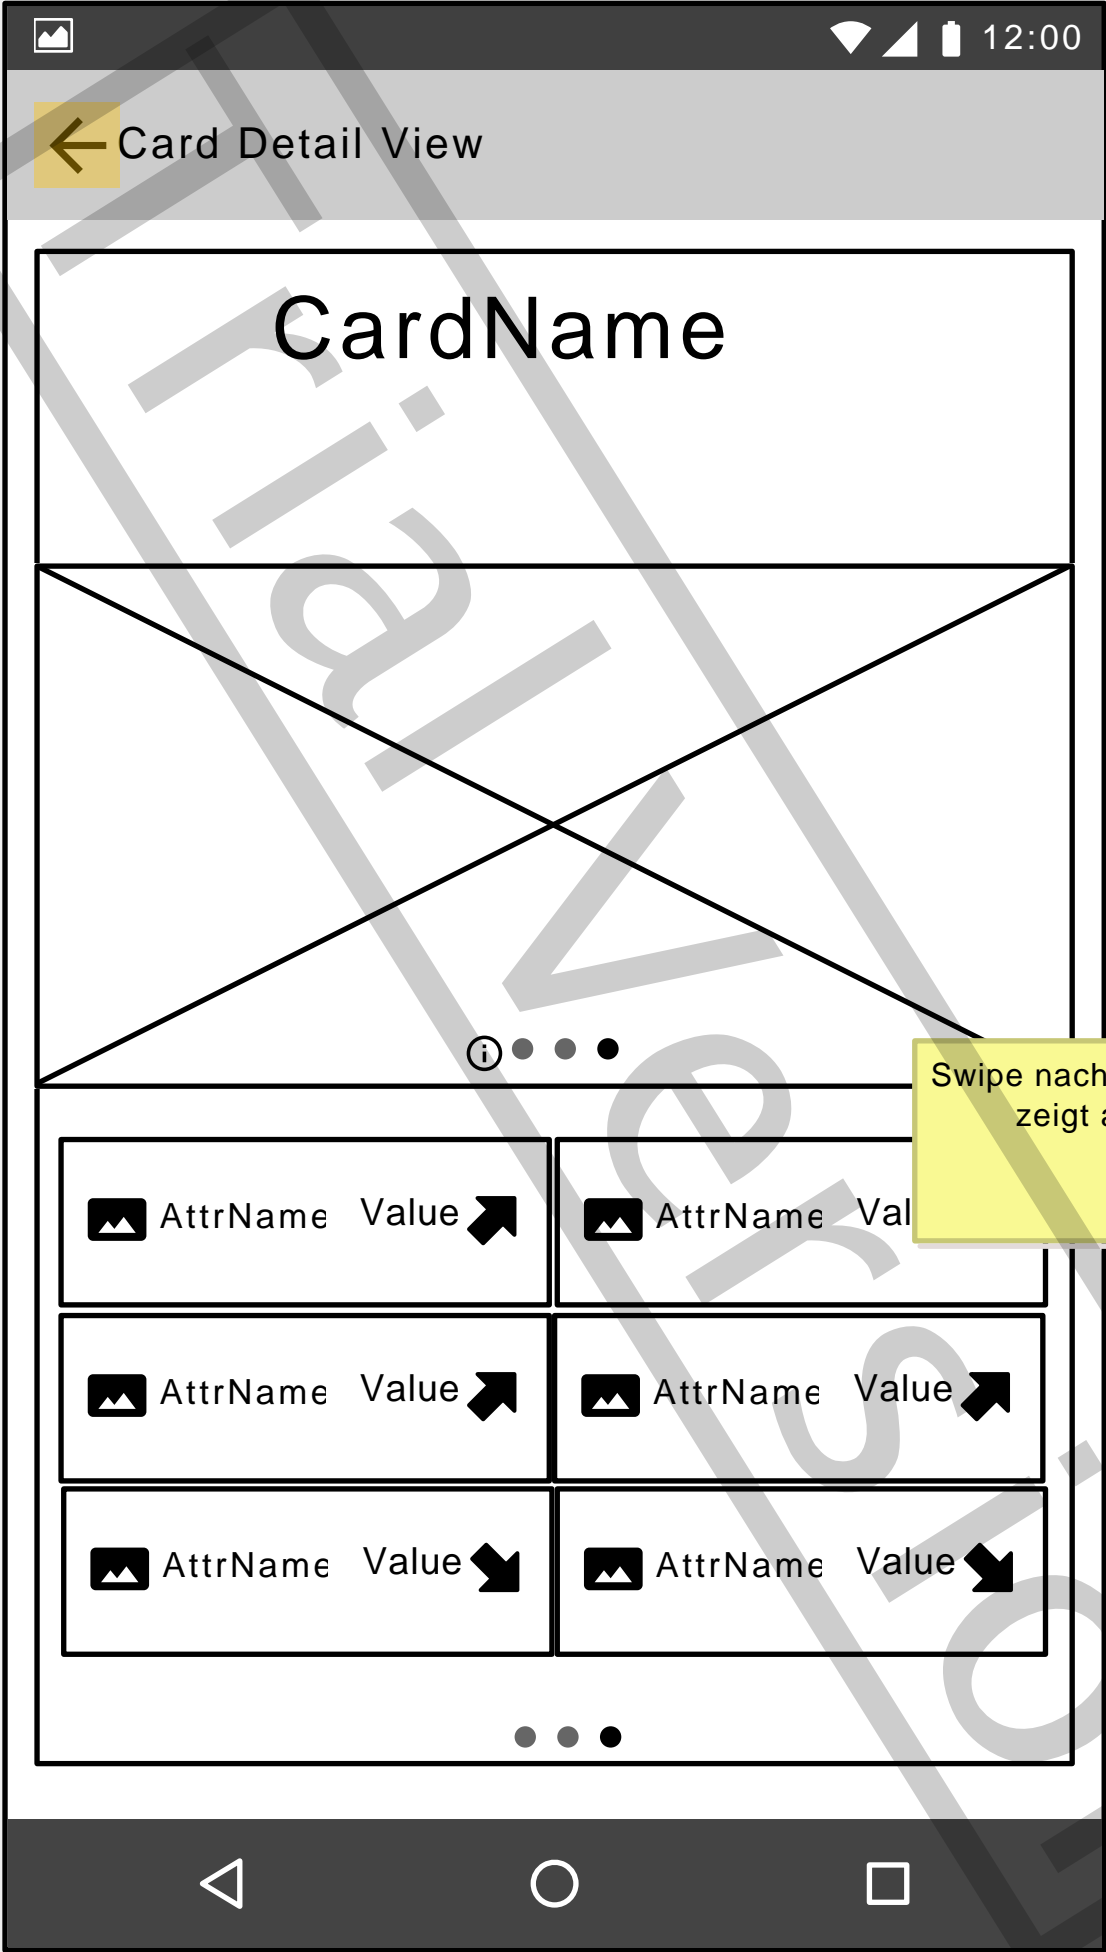 12:00
Card Detail View
CardName
Swipe nach
zeigt
AttrName Value AttrName Val
AttrName Value AttrName Value
AttrName Value AttrName Value
Trial Versio